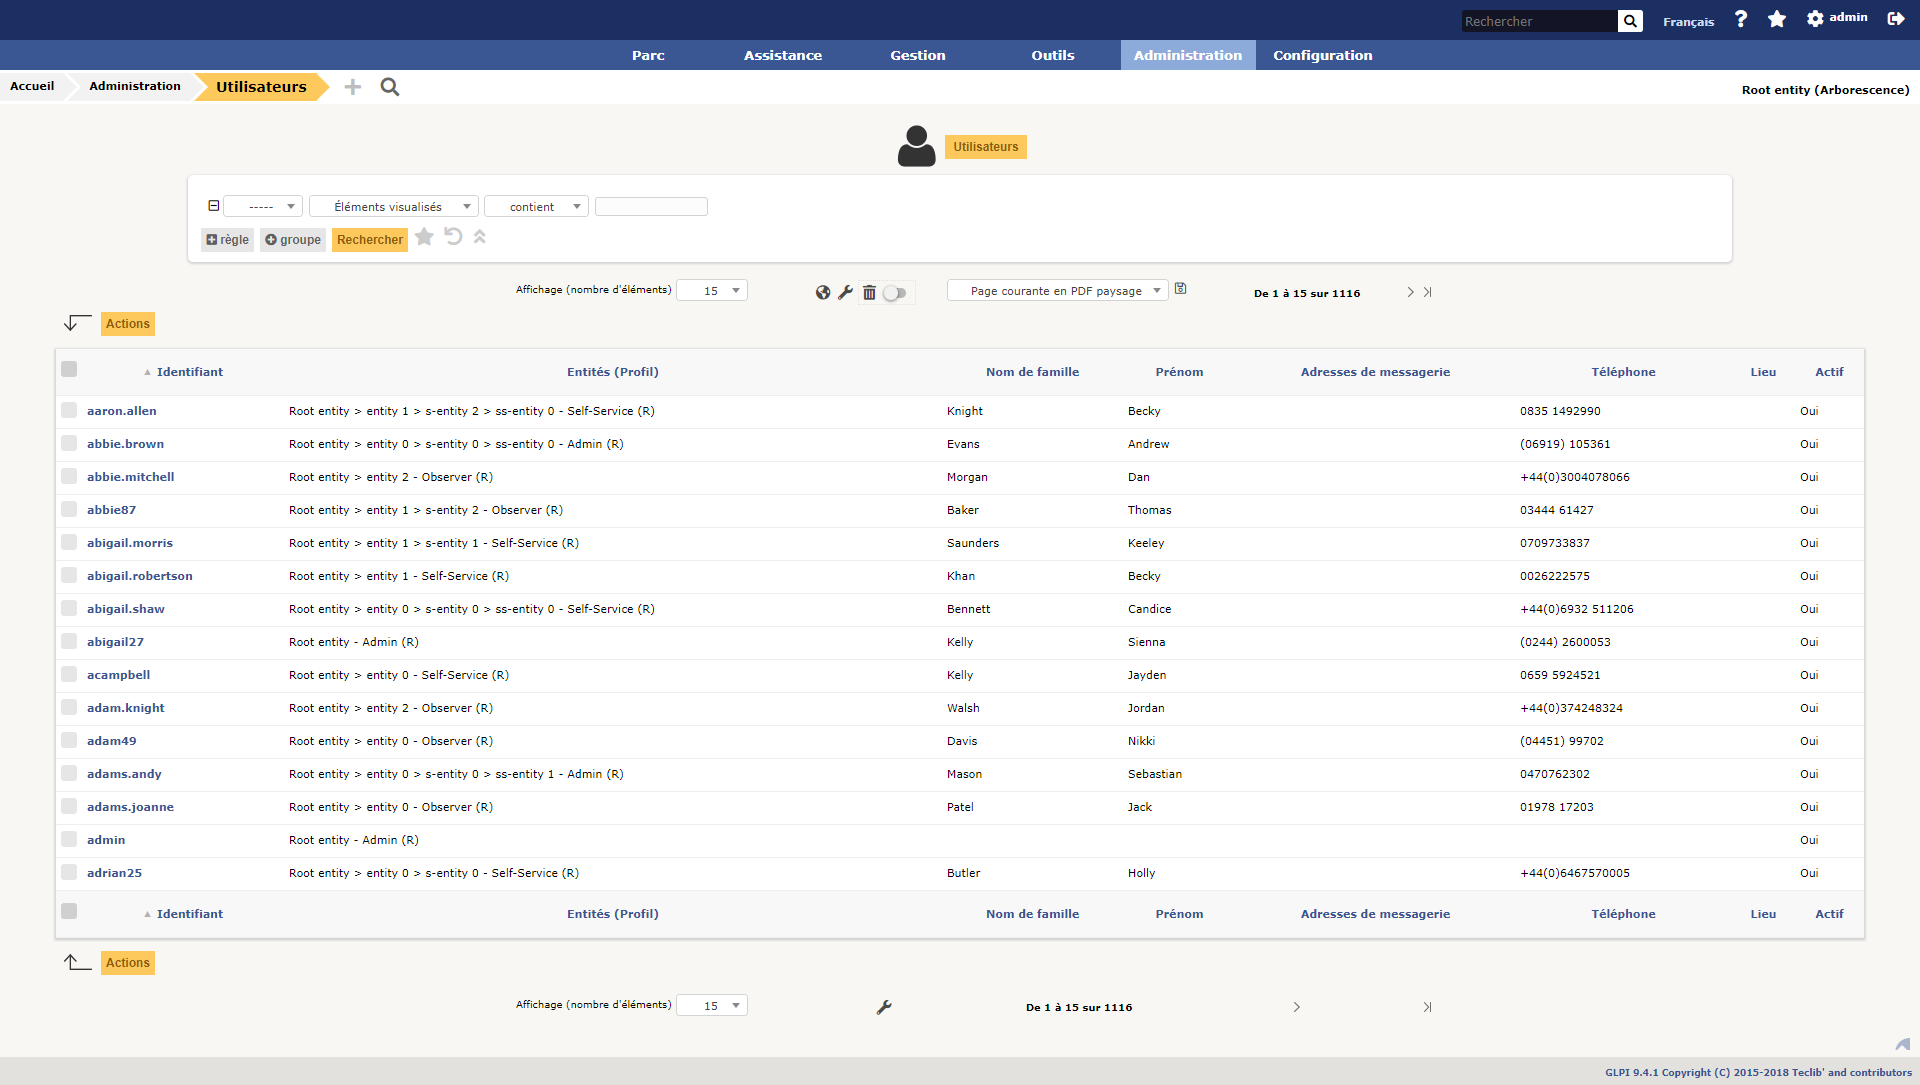 Rechercher
Français
?
admin
Parc Assistance Gestion Outils Administration Configuration
Accueil Administration Utilisateurs
Root entity (Arborescence)
Utilisateurs
----- Éléments visualisés contient
règle groupe Rechercher
Affichage (nombre d'éléments) 15 Page courante en PDF paysage De 1 à 15 sur 1116
Actions
Identifiant Entités (Profil) Nom de famille Prénom Adresses de messagerie Téléphone Lieu Actif
aaron.allen Root entity > entity 1 > s-entity 2 > ss-entity 0 - Self-Service (R) Knight Becky 0835 1492990 Oui
abbie.brown Root entity > entity 0 > s-entity 0 > ss-entity 0 - Admin (R) Evans Andrew (06919) 105361 Oui
abbie.mitchell Root entity > entity 2 - Observer (R) Morgan Dan +44(0)3004078066 Oui
abbie87 Root entity > entity 1 > s-entity 2 - Observer (R) Baker Thomas 03444 61427 Oui
abigail.morris Root entity > entity 1 > s-entity 1 - Self-Service (R) Saunders Keeley 0709733837 Oui
abigail.robertson Root entity > entity 1 - Self-Service (R) Khan Becky 0026222575 Oui
abigail.shaw Root entity > entity 0 > s-entity 0 > ss-entity 0 - Self-Service (R) Bennett Candice +44(0)6932 511206 Oui
abigail27 Root entity - Admin (R) Kelly Sienna (0244) 2600053 Oui
acampbell Root entity > entity 0 - Self-Service (R) Kelly Jayden 0659 5924521 Oui
adam.knight Root entity > entity 2 - Observer (R) Walsh Jordan +44(0)374248324 Oui
adam49 Root entity > entity 0 - Observer (R) Davis Nikki (04451) 99702 Oui
adams.andy Root entity > entity 0 > s-entity 0 > ss-entity 1 - Admin (R) Mason Sebastian 0470762302 Oui
adams.joanne Root entity > entity 0 - Observer (R) Patel Jack 01978 17203 Oui
admin Root entity - Admin (R) Oui
adrian25 Root entity > entity 0 > s-entity 0 - Self-Service (R) Butler Holly +44(0)6467570005 Oui
Identifiant Entités (Profil) Nom de famille Prénom Adresses de messagerie Téléphone Lieu Actif
Actions
Affichage (nombre d'éléments) 15 De 1 à 15 sur 1116
GLPI 9.4.1 Copyright (C) 2015-2018 Teclib' and contributors